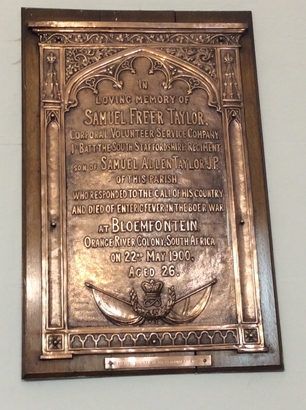 IN
LOVING MEMORY OF
SAMUEL FREER TAYLOR.
CORPORAL VOLUNTEER SERVICE COMPANY
1ST BATT. THE SOUTH STAFFORDSHIRE REGIMENT
SON OF SAMUEL ALLEN TAYLOR J.P.
OF THIS PARISH
WHO RESPONDED TO THE CALL OF HIS COUNTRY
AND DIED OF ENTERIC FEVER IN THE BOER WAR
AT BLOEMFONTEIN.
ORANGE RIVER COLONY, SOUTH AFRICA
ON 22ND MAY 1900.
AGED 26.